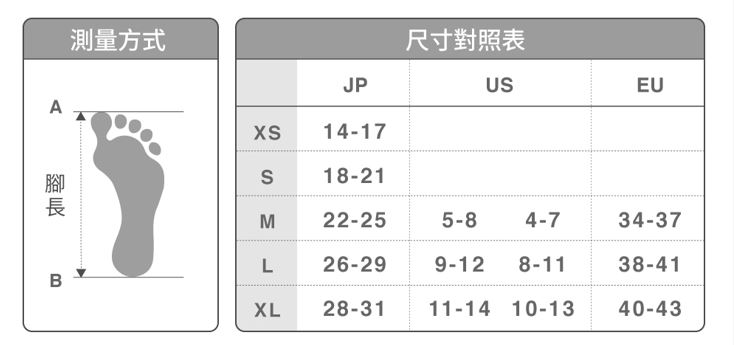 測量方式
A
腳長
B
尺寸對照表
JP US EU
XS 14-17
S 18-21
M 22-25 5-8 4-7 34-37
L 26-29 9-12 8-11 38-41
XL 28-31 11-14 10-13 40-43